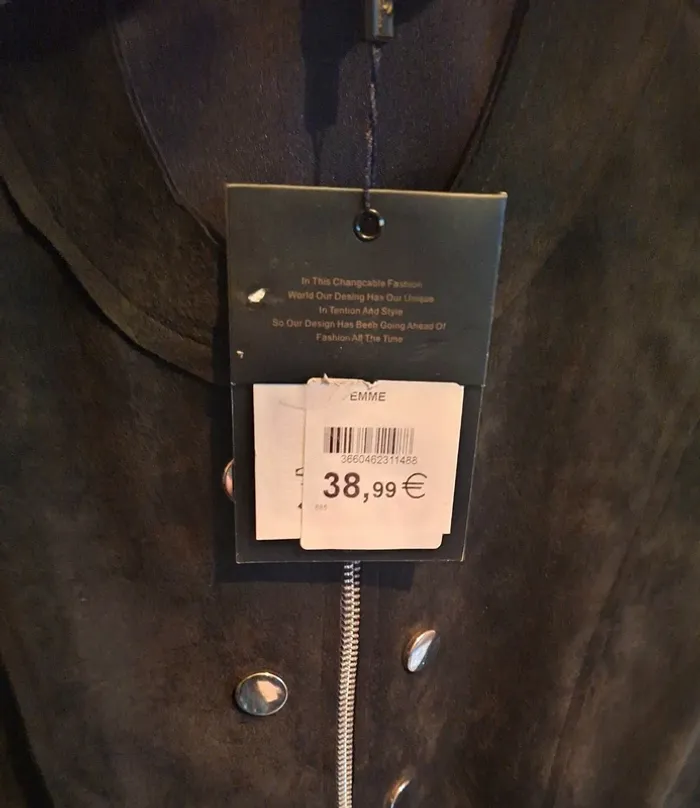 In This Changcable Fashion
World Our Desing Has Our Unique
In Tention And Style
So Our Design Has Been Going Ahead Of
Fashion All The Time
EMME
3660462311486
38,99 €